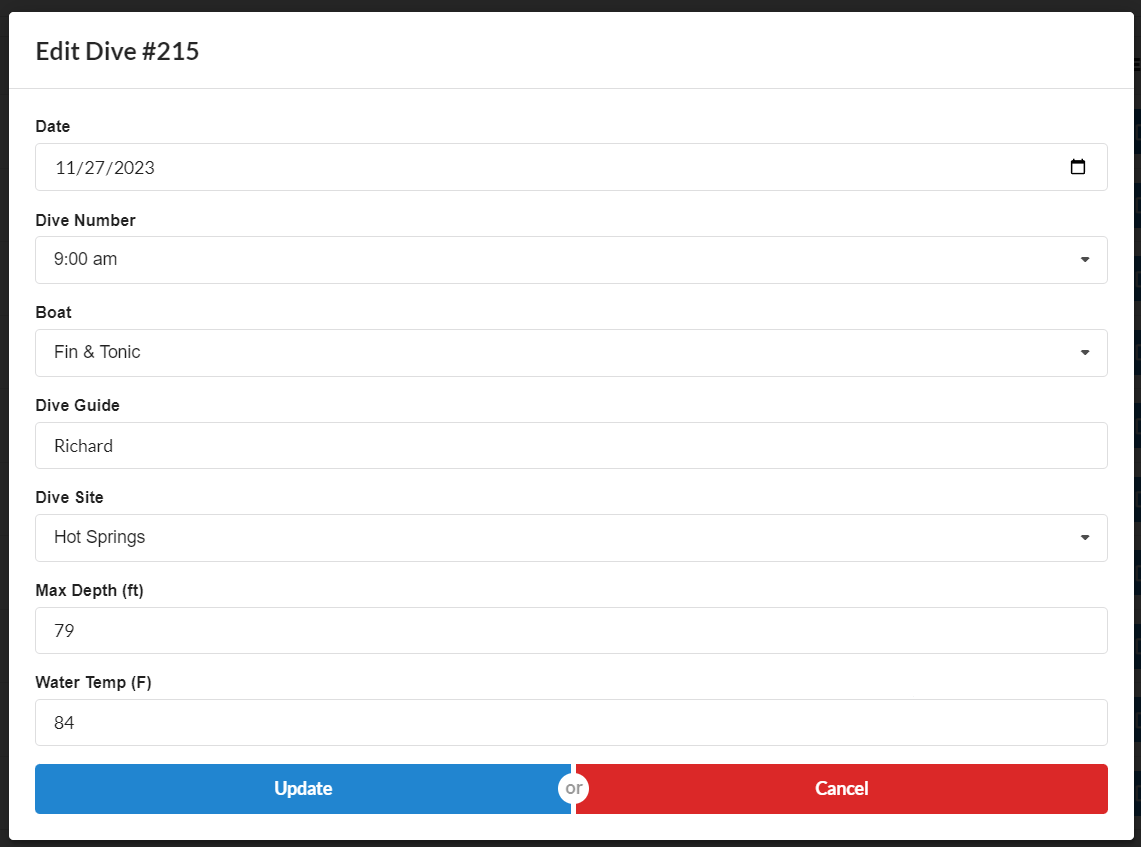 Edit Dive #215
Date
11/27/2023
Dive Number
9:00 am
Boat
Fin & Tonic
Dive Guide
Richard
Dive Site
Hot Springs
Max Depth (ft)
79
Water Temp (F)
84
Update or Cancel